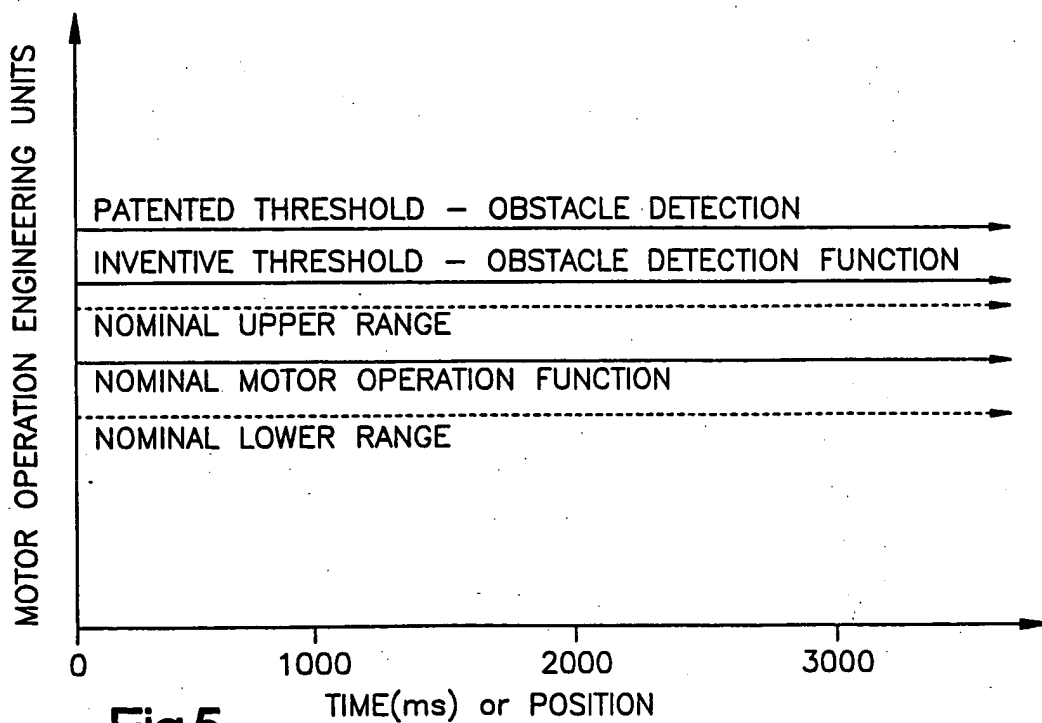 MOTOR OPERATION ENGINEERING UNITS
PATENTED THRESHOLD – OBSTACLE DETECTION
INVENTIVE THRESHOLD – OBSTACLE DETECTION FUNCTION
NOMINAL UPPER RANGE
NOMINAL MOTOR OPERATION FUNCTION
NOMINAL LOWER RANGE
0 1000 2000 3000
TIME(ms) or POSITION
Fig5